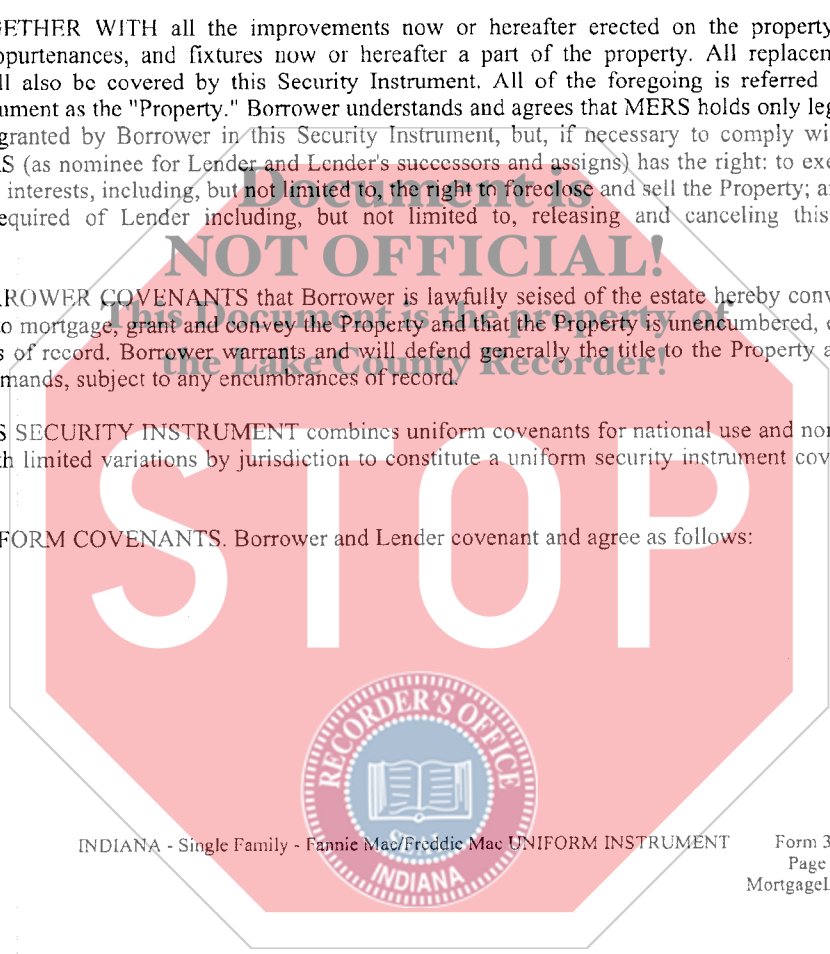 GETHER WITH all the improvements now or hereafter erected on the property
ppurtenances, and fixtures now or hereafter a part of the property. All replacen
ll also be covered by this Security Instrument. All of the foregoing is referred
ument as the "Property." Borrower understands and agrees that MERS holds only leg
granted by Borrower in this Security Instrument, but, if necessary to comply wi
S (as nominee for Lender and Lender's successors and assigns) has the right: to exe
interests, including, but not limited to, the right to foreclose and sell the Property; a
equired of Lender including, but not limited to, releasing and canceling this
Document is
NOT OFFICIAL!
ROWER COVENANTS that Borrower is lawfully seised of the estate hereby conv
o mortgage, grant and convey the Property and that the Property is unencumbered,
This Document is the property of
s of record. Borrower warrants and will defend generally the title to the Property a
the Lake County Recorder!
mands, subject to any encumbrances of record.
S SECURITY INSTRUMENT combines uniform covenants for national use and non
h limited variations by jurisdiction to constitute a uniform security instrument cov
STOP
FORM COVENANTS. Borrower and Lender covenant and agree as follows:
RECORDER'S OFFICE
SEAL
INDIANA
INDIANA - Single Family - Fannie Mac/Freddic Mac UNIFORM INSTRUMENT Form 3
Page
MortgageL